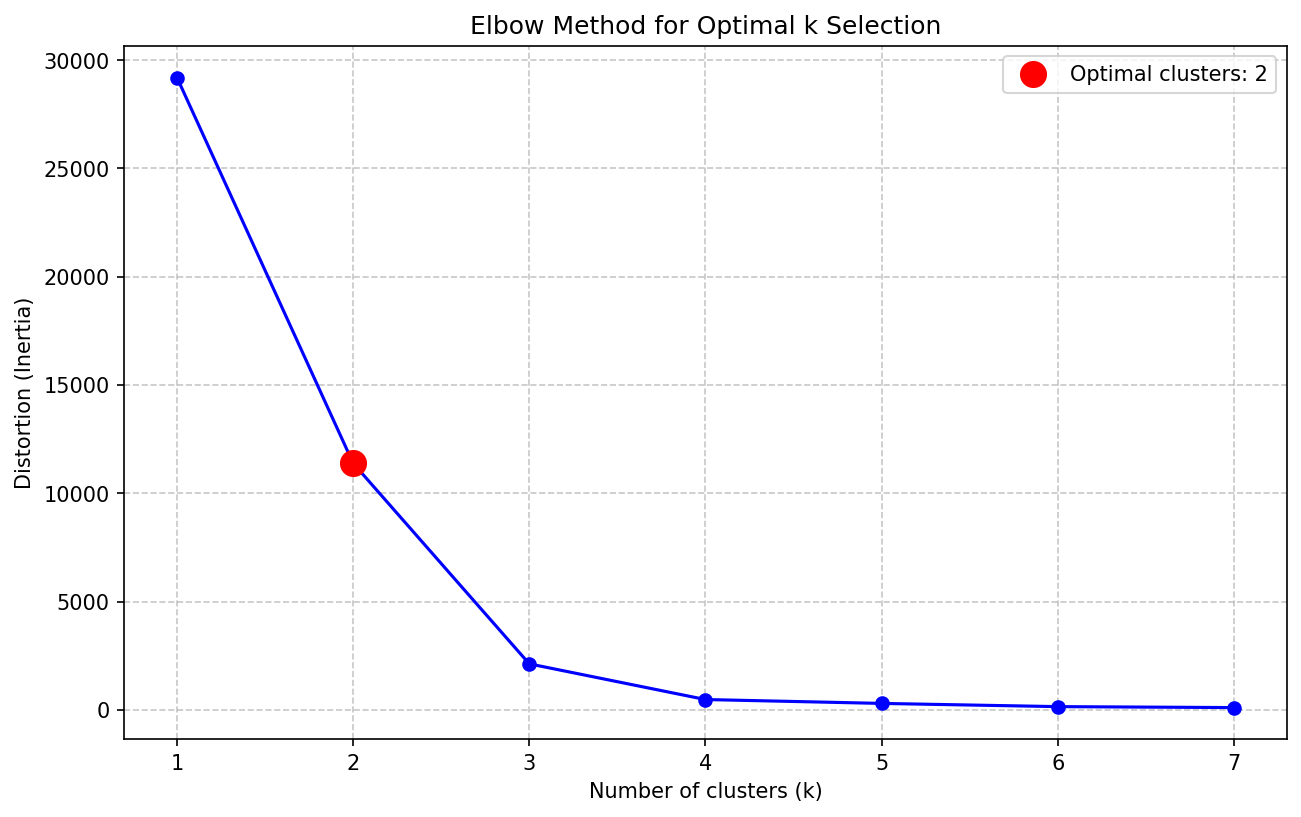 Elbow Method for Optimal k Selection
Optimal clusters: 2
30000
25000
20000
15000
10000
5000
0
Distortion (Inertia)
1 2 3 4 5 6 7
Number of clusters (k)